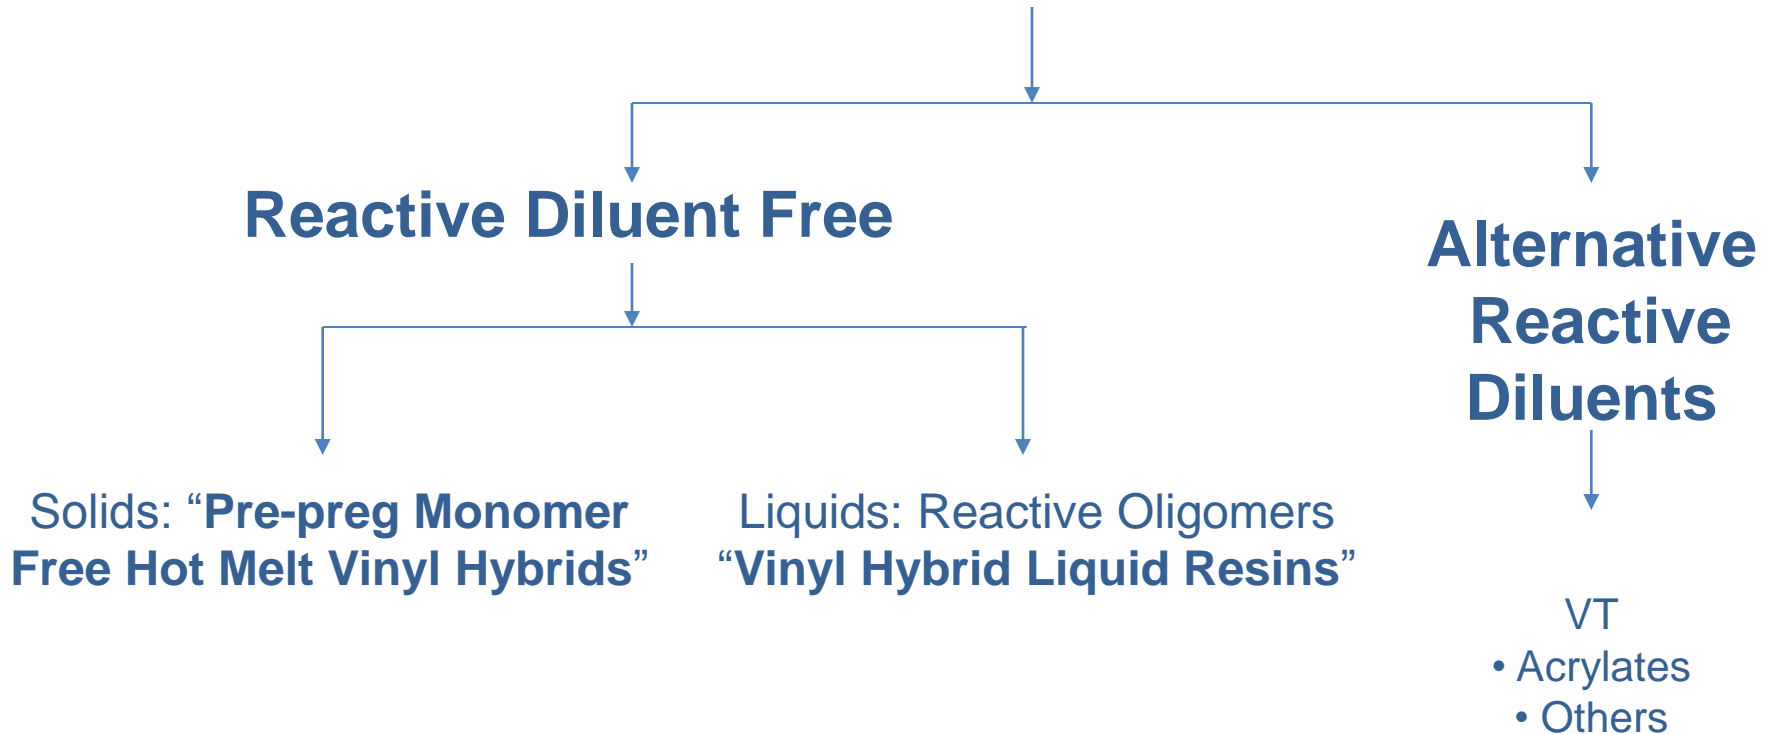 Reactive Diluent Free
Alternative
Reactive
Diluents
Solids: “Pre-preg Monomer
Free Hot Melt Vinyl Hybrids”
Liquids: Reactive Oligomers
“Vinyl Hybrid Liquid Resins”
VT
• Acrylates
• Others